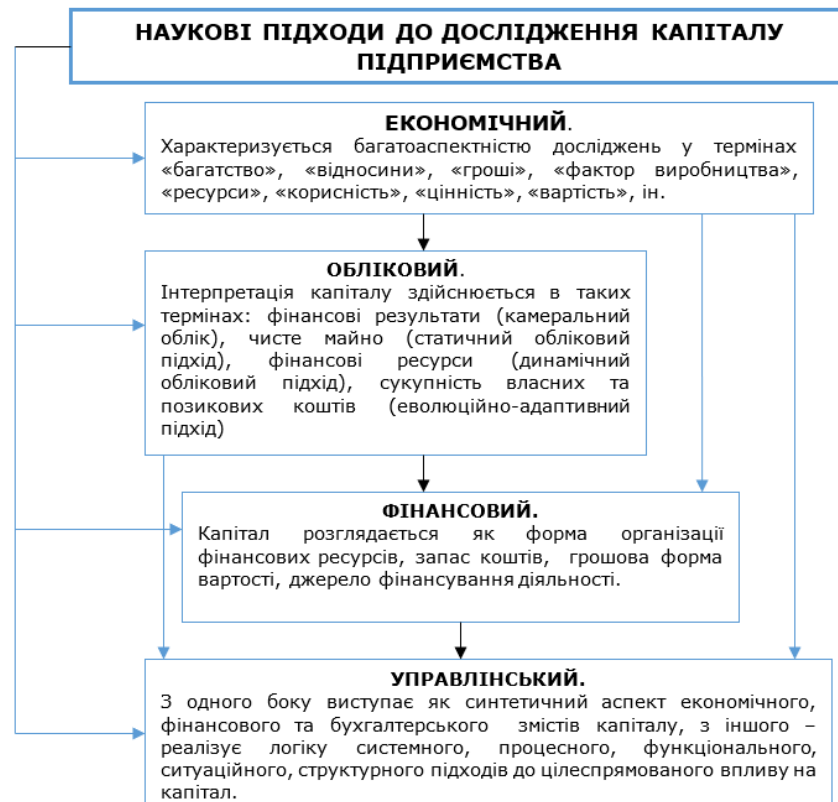 НАУКОВІ ПІДХОДИ ДО ДОСЛІДЖЕННЯ КАПІТАЛУ
ПІДПРИЄМСТВА
ЕКОНОМІЧНИЙ.
Характеризується багатоаспектністю досліджень у термінах
«багатство», «відносини», «гроші», «фактор виробництва»,
«ресурси», «корисність», «цінність», «вартість», ін.
ОБЛІКОВИЙ.
Інтерпретація капіталу здійснюється в таких
термінах: фінансові результати (камеральний
облік), чисте майно (статичний обліковий
підхід), фінансові ресурси (динамічний
обліковий підхід), сукупність власних та
позикових коштів (еволюційно-адаптивний
підхід)
ФІНАНСОВИЙ.
Капітал розглядається як форма організації
фінансових ресурсів, запас коштів, грошова форма
вартості, джерело фінансування діяльності.
УПРАВЛІНСЬКИЙ.
З одного боку виступає як синтетичний аспект економічного,
фінансового та бухгалтерського змістів капіталу, з іншого –
реалізує логіку системного, процесного, функціонального,
ситуаційного, структурного підходів до цілеспрямованого впливу на
капітал.